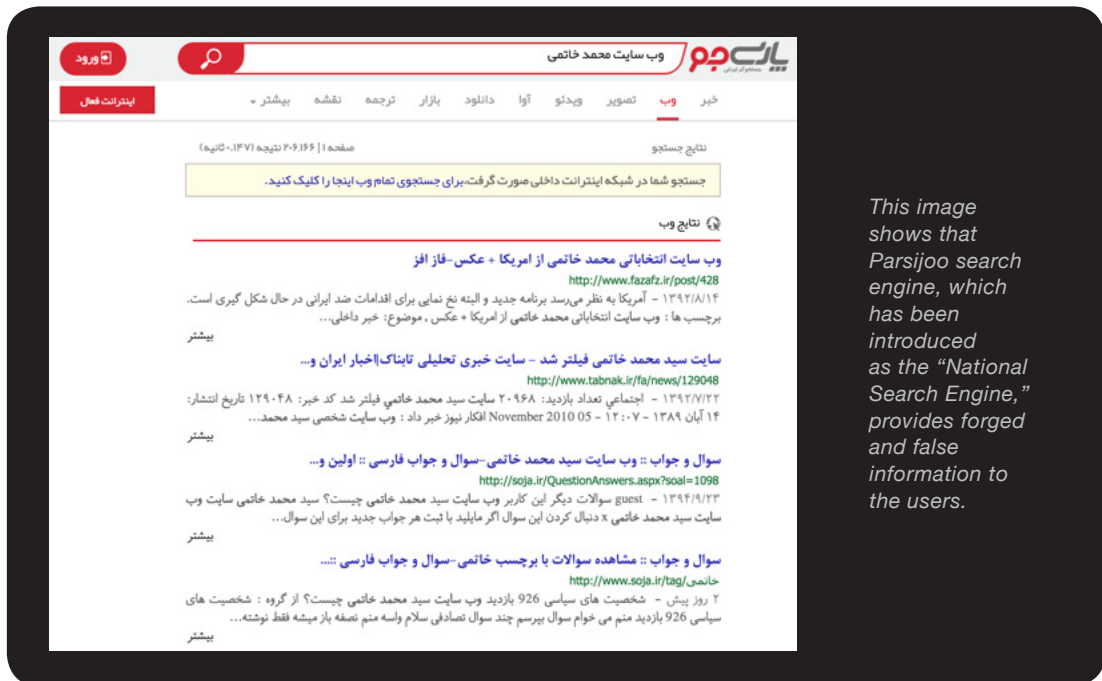 پارسی جو
جستجوگر ایرانی
وب سایت محمد خاتمی
ورود
خبر وب تصویر ویدئو آوا دانلود بازار ترجمه نقشه بیشتر
اینترانت فعال
نتایج جستجو
صفحه ۱ | ۲۰۶،۱۶۶ نتیجه (۰.۱۴۷ ثانیه)
جستجو شما در شبکه اینترانت داخلی صورت گرفت،برای جستجوی تمام وب اینجا را کلیک کنید.
نتایج وب
وب سایت انتخاباتی محمد خاتمی از امریکا + عکس-فاز افز
http://www.fazafz.ir/post/428
۱۳۹۲/۸/۱۴ - آمریکا به نظر می‌رسد برنامه جدید و البته نخ نمایی برای اقدامات ضد ایرانی در حال شکل گیری است.
برچسب ها : وب سایت انتخاباتی محمد خاتمی از امریکا + عکس , موضوع: خبر داخلی...
بیشتر
سایت سید محمد خاتمی فیلتر شد - سایت خبری تحلیلی تابناک|اخبار ایران و...
http://www.tabnak.ir/fa/news/129048
۱۳۹۲/۷/۲۲ - اجتماعي تعداد بازدید: ۲۰۹۶۸ سایت سید محمد خاتمي فیلتر شد کد خبر: ۱۲۹۰۴۸ تاریخ انتشار:
۱۴ آبان ۱۳۸۹ - ۱۲:۰۷ - 05 November 2010 افکار نیوز خبر داد : وب سایت شخصی سید محمد...
بیشتر
سوال و جواب :: وب سایت سید محمد خاتمی-سوال و جواب فارسی :: اولین و...
http://soja.ir/QuestionAnswers.aspx?soal=1098
۱۳۹۴/۹/۲۳ - guest سوالات دیگر این کاربر وب سایت سید محمد خاتمی چیست؟ سید محمد خاتمی سایت وب
سایت سید محمد خاتمی x دنبال کردن این سوال اگر مایلید با ثبت هر جواب جدید برای این سوال...
بیشتر
سوال و جواب :: مشاهده سوالات با برچسب خاتمی-سوال و جواب فارسی ::...
http://www.soja.ir/tag/خاتمی
۲ روز پیش - شخصیت های سیاسی 926 بازدید وب سایت سید محمد خاتمی چیست؟ از گروه : شخصیت های
سیاسی 926 بازدید منم می خوام سوال بپرسم چند سوال تصادفی سلام واسه منم نصفه باز میشه فقط نوشته...
بیشتر
This image
shows that
Parsijoo search
engine, which
has been
introduced
as the “National
Search Engine,”
provides forged
and false
information to
the users.